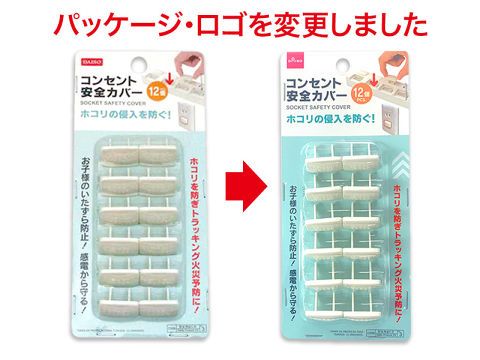 パッケージ・ロゴを変更しました
DAISO
コンセント
安全カバー
12個
SOCKET SAFETY COVER
ホコリの侵入を防ぐ！
お子様のいたずら防止！感電から守る！
ホコリを防ぎトラッキング火災予防に！
DAISO
コンセント
安全カバー
12個
PCS.
SOCKET SAFETY COVER
ホコリの侵入を防ぐ！
お子様のいたずら防止！感電から守る！
ホコリを防ぎトラッキング火災予防に！